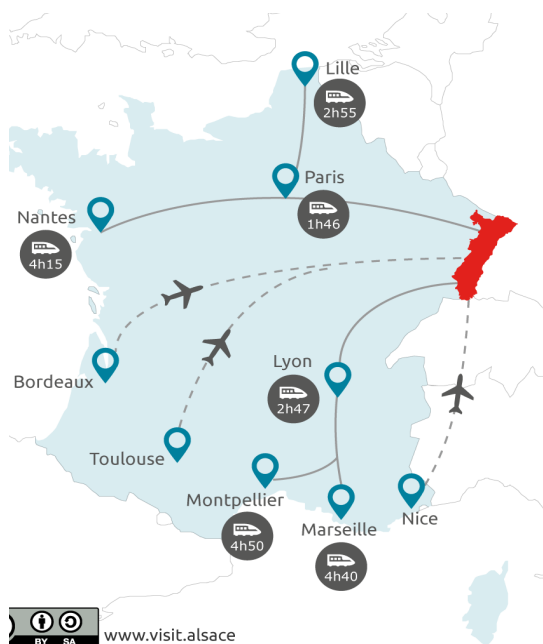 Lille
2h55
Paris
1h46
Nantes
4h15
Bordeaux
Lyon
2h47
Toulouse
Montpellier
4h50
Marseille
4h40
Nice
BY SA
www.visit.alsace